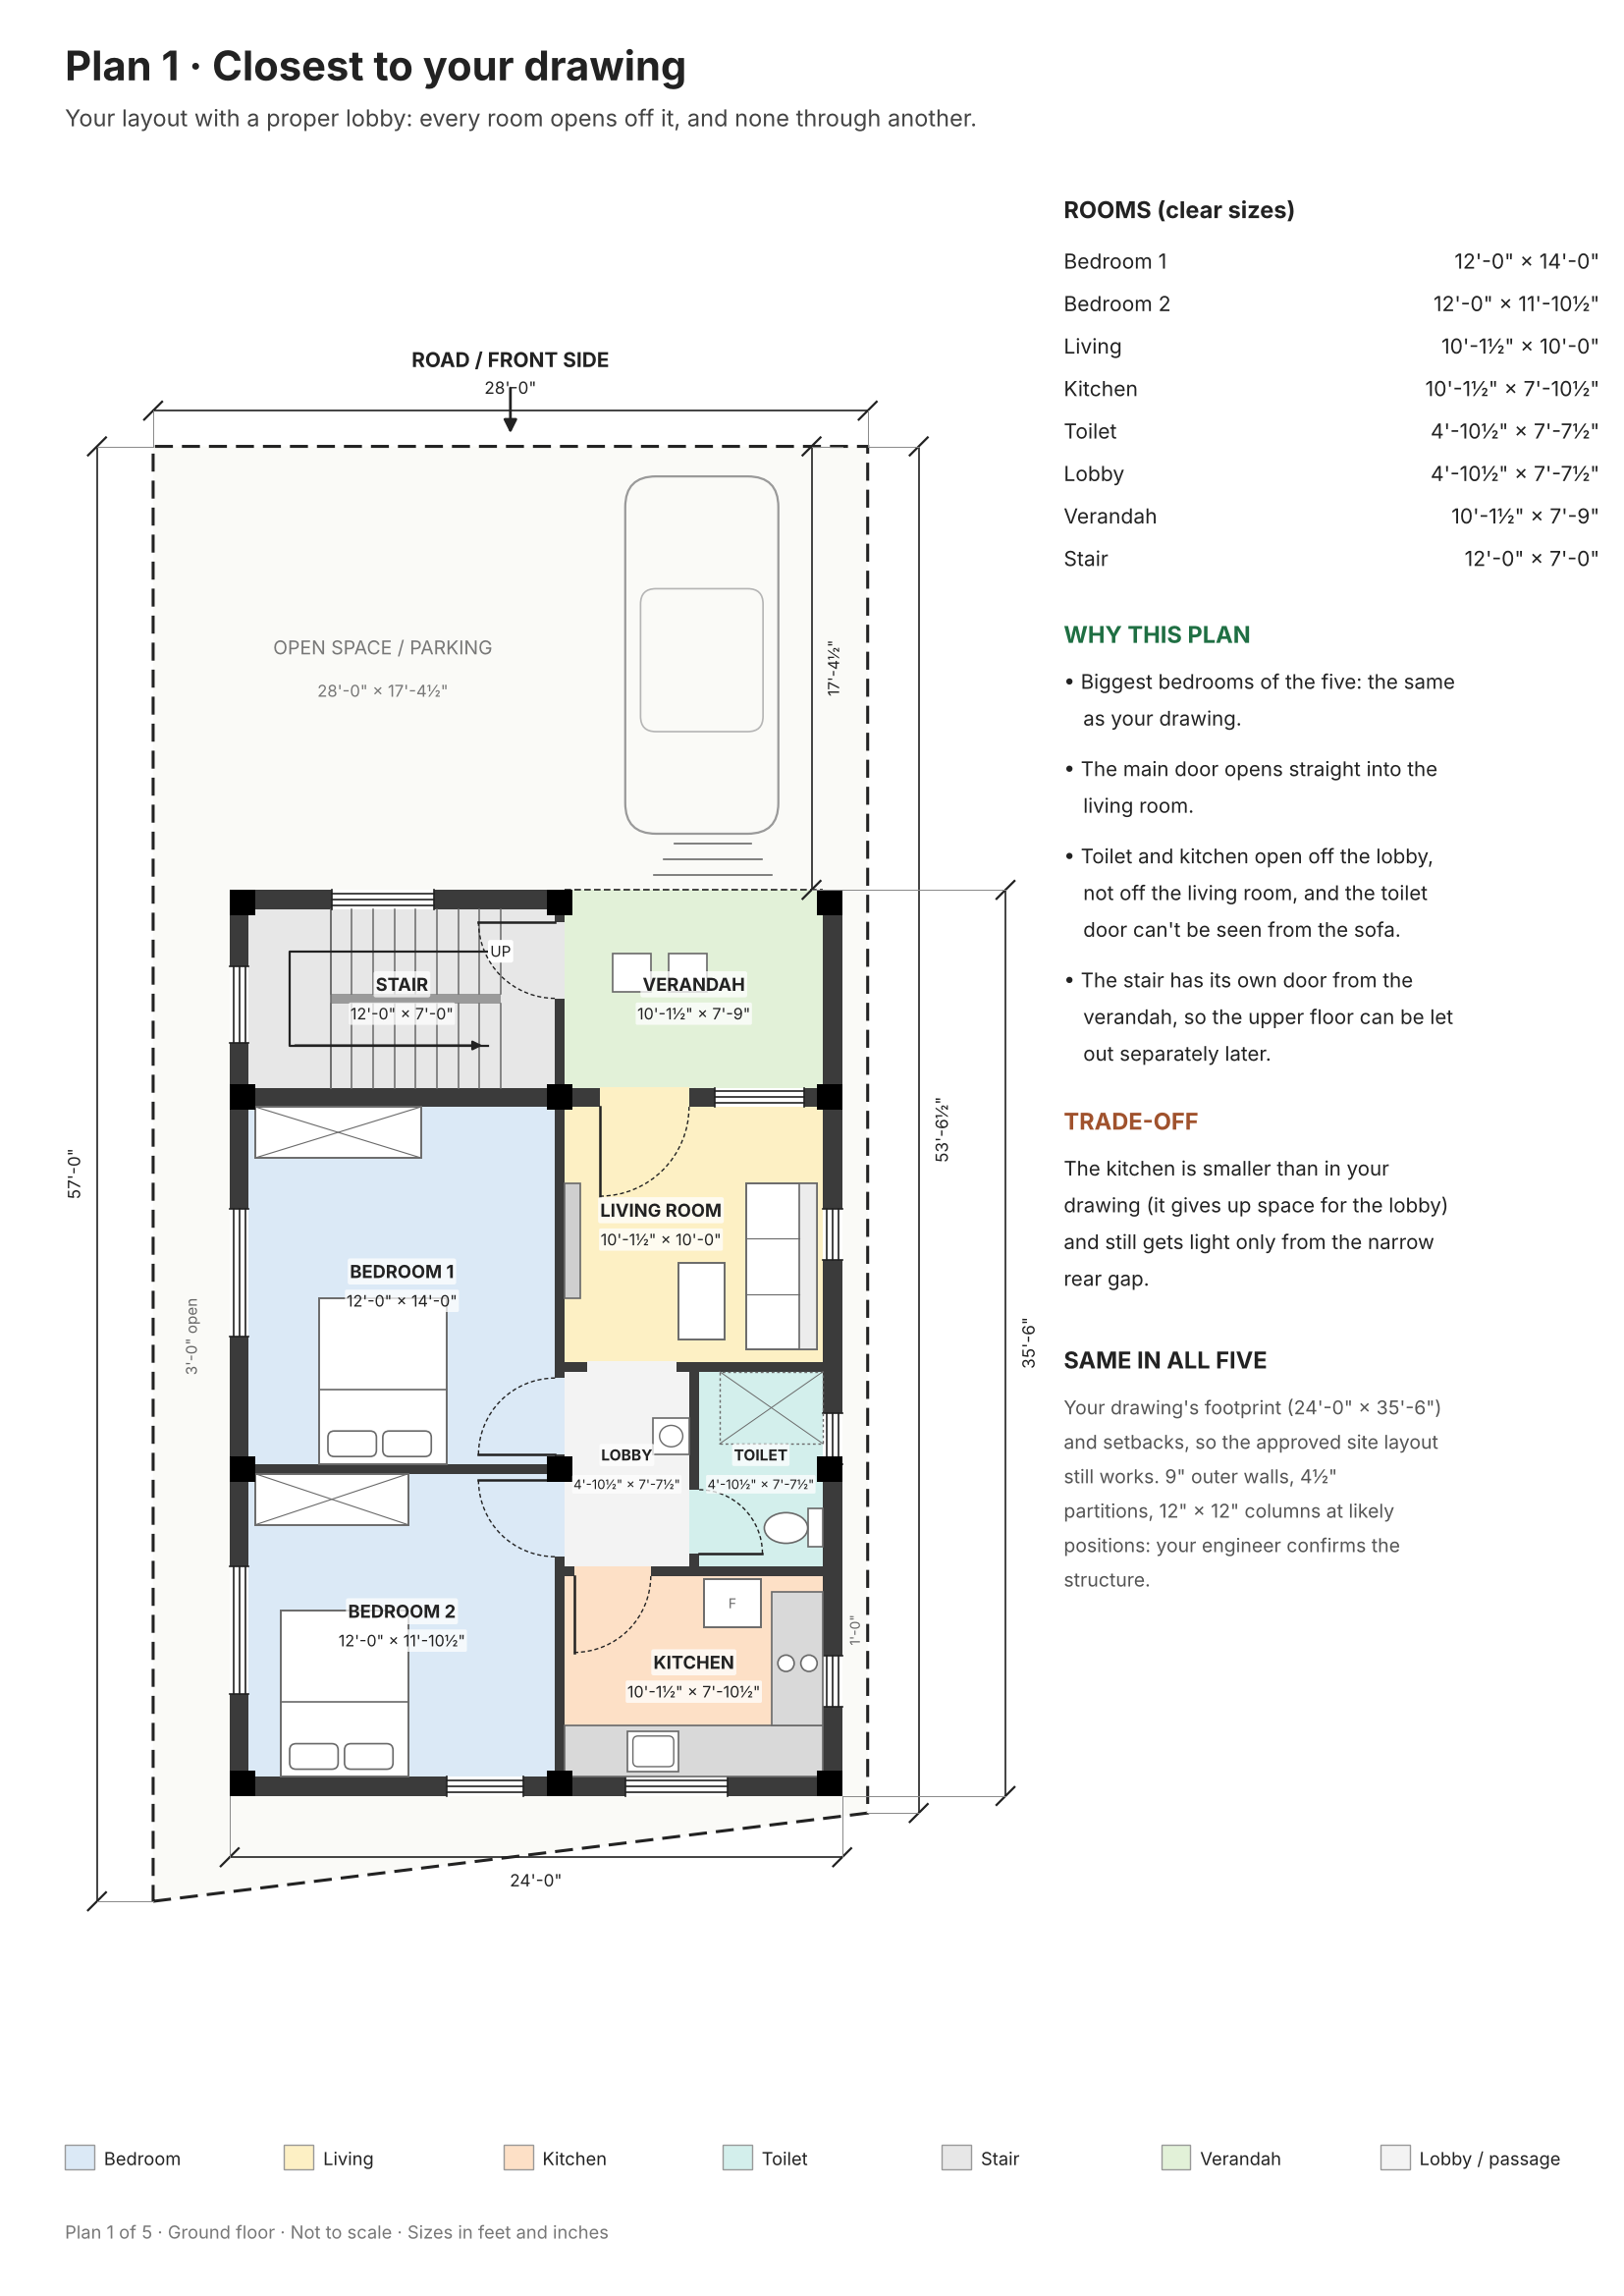 Plan 1 · Closest to your drawing
Your layout with a proper lobby: every room opens off it, and none through another.
ROAD / FRONT SIDE
28'-0"
OPEN SPACE / PARKING
28'-0" × 17'-4½"
17'-4½"
57'-0"
53'-6½"
35'-6"
3'-0" open
1'-0"
UP
STAIR
12'-0" × 7'-0"
VERANDAH
10'-1½" × 7'-9"
LIVING ROOM
10'-1½" × 10'-0"
BEDROOM 1
12'-0" × 14'-0"
LOBBY
4'-10½" × 7'-7½"
TOILET
4'-10½" × 7'-7½"
BEDROOM 2
12'-0" × 11'-10½"
F
KITCHEN
10'-1½" × 7'-10½"
24'-0"
ROOMS (clear sizes)
Bedroom 1 12'-0" × 14'-0"
Bedroom 2 12'-0" × 11'-10½"
Living 10'-1½" × 10'-0"
Kitchen 10'-1½" × 7'-10½"
Toilet 4'-10½" × 7'-7½"
Lobby 4'-10½" × 7'-7½"
Verandah 10'-1½" × 7'-9"
Stair 12'-0" × 7'-0"
WHY THIS PLAN
• Biggest bedrooms of the five: the same
as your drawing.
• The main door opens straight into the
living room.
• Toilet and kitchen open off the lobby,
not off the living room, and the toilet
door can't be seen from the sofa.
• The stair has its own door from the
verandah, so the upper floor can be let
out separately later.
TRADE-OFF
The kitchen is smaller than in your
drawing (it gives up space for the lobby)
and still gets light only from the narrow
rear gap.
SAME IN ALL FIVE
Your drawing's footprint (24'-0" × 35'-6")
and setbacks, so the approved site layout
still works. 9" outer walls, 4½"
partitions, 12" × 12" columns at likely
positions: your engineer confirms the
structure.
Bedroom
Living
Kitchen
Toilet
Stair
Verandah
Lobby / passage
Plan 1 of 5 · Ground floor · Not to scale · Sizes in feet and inches